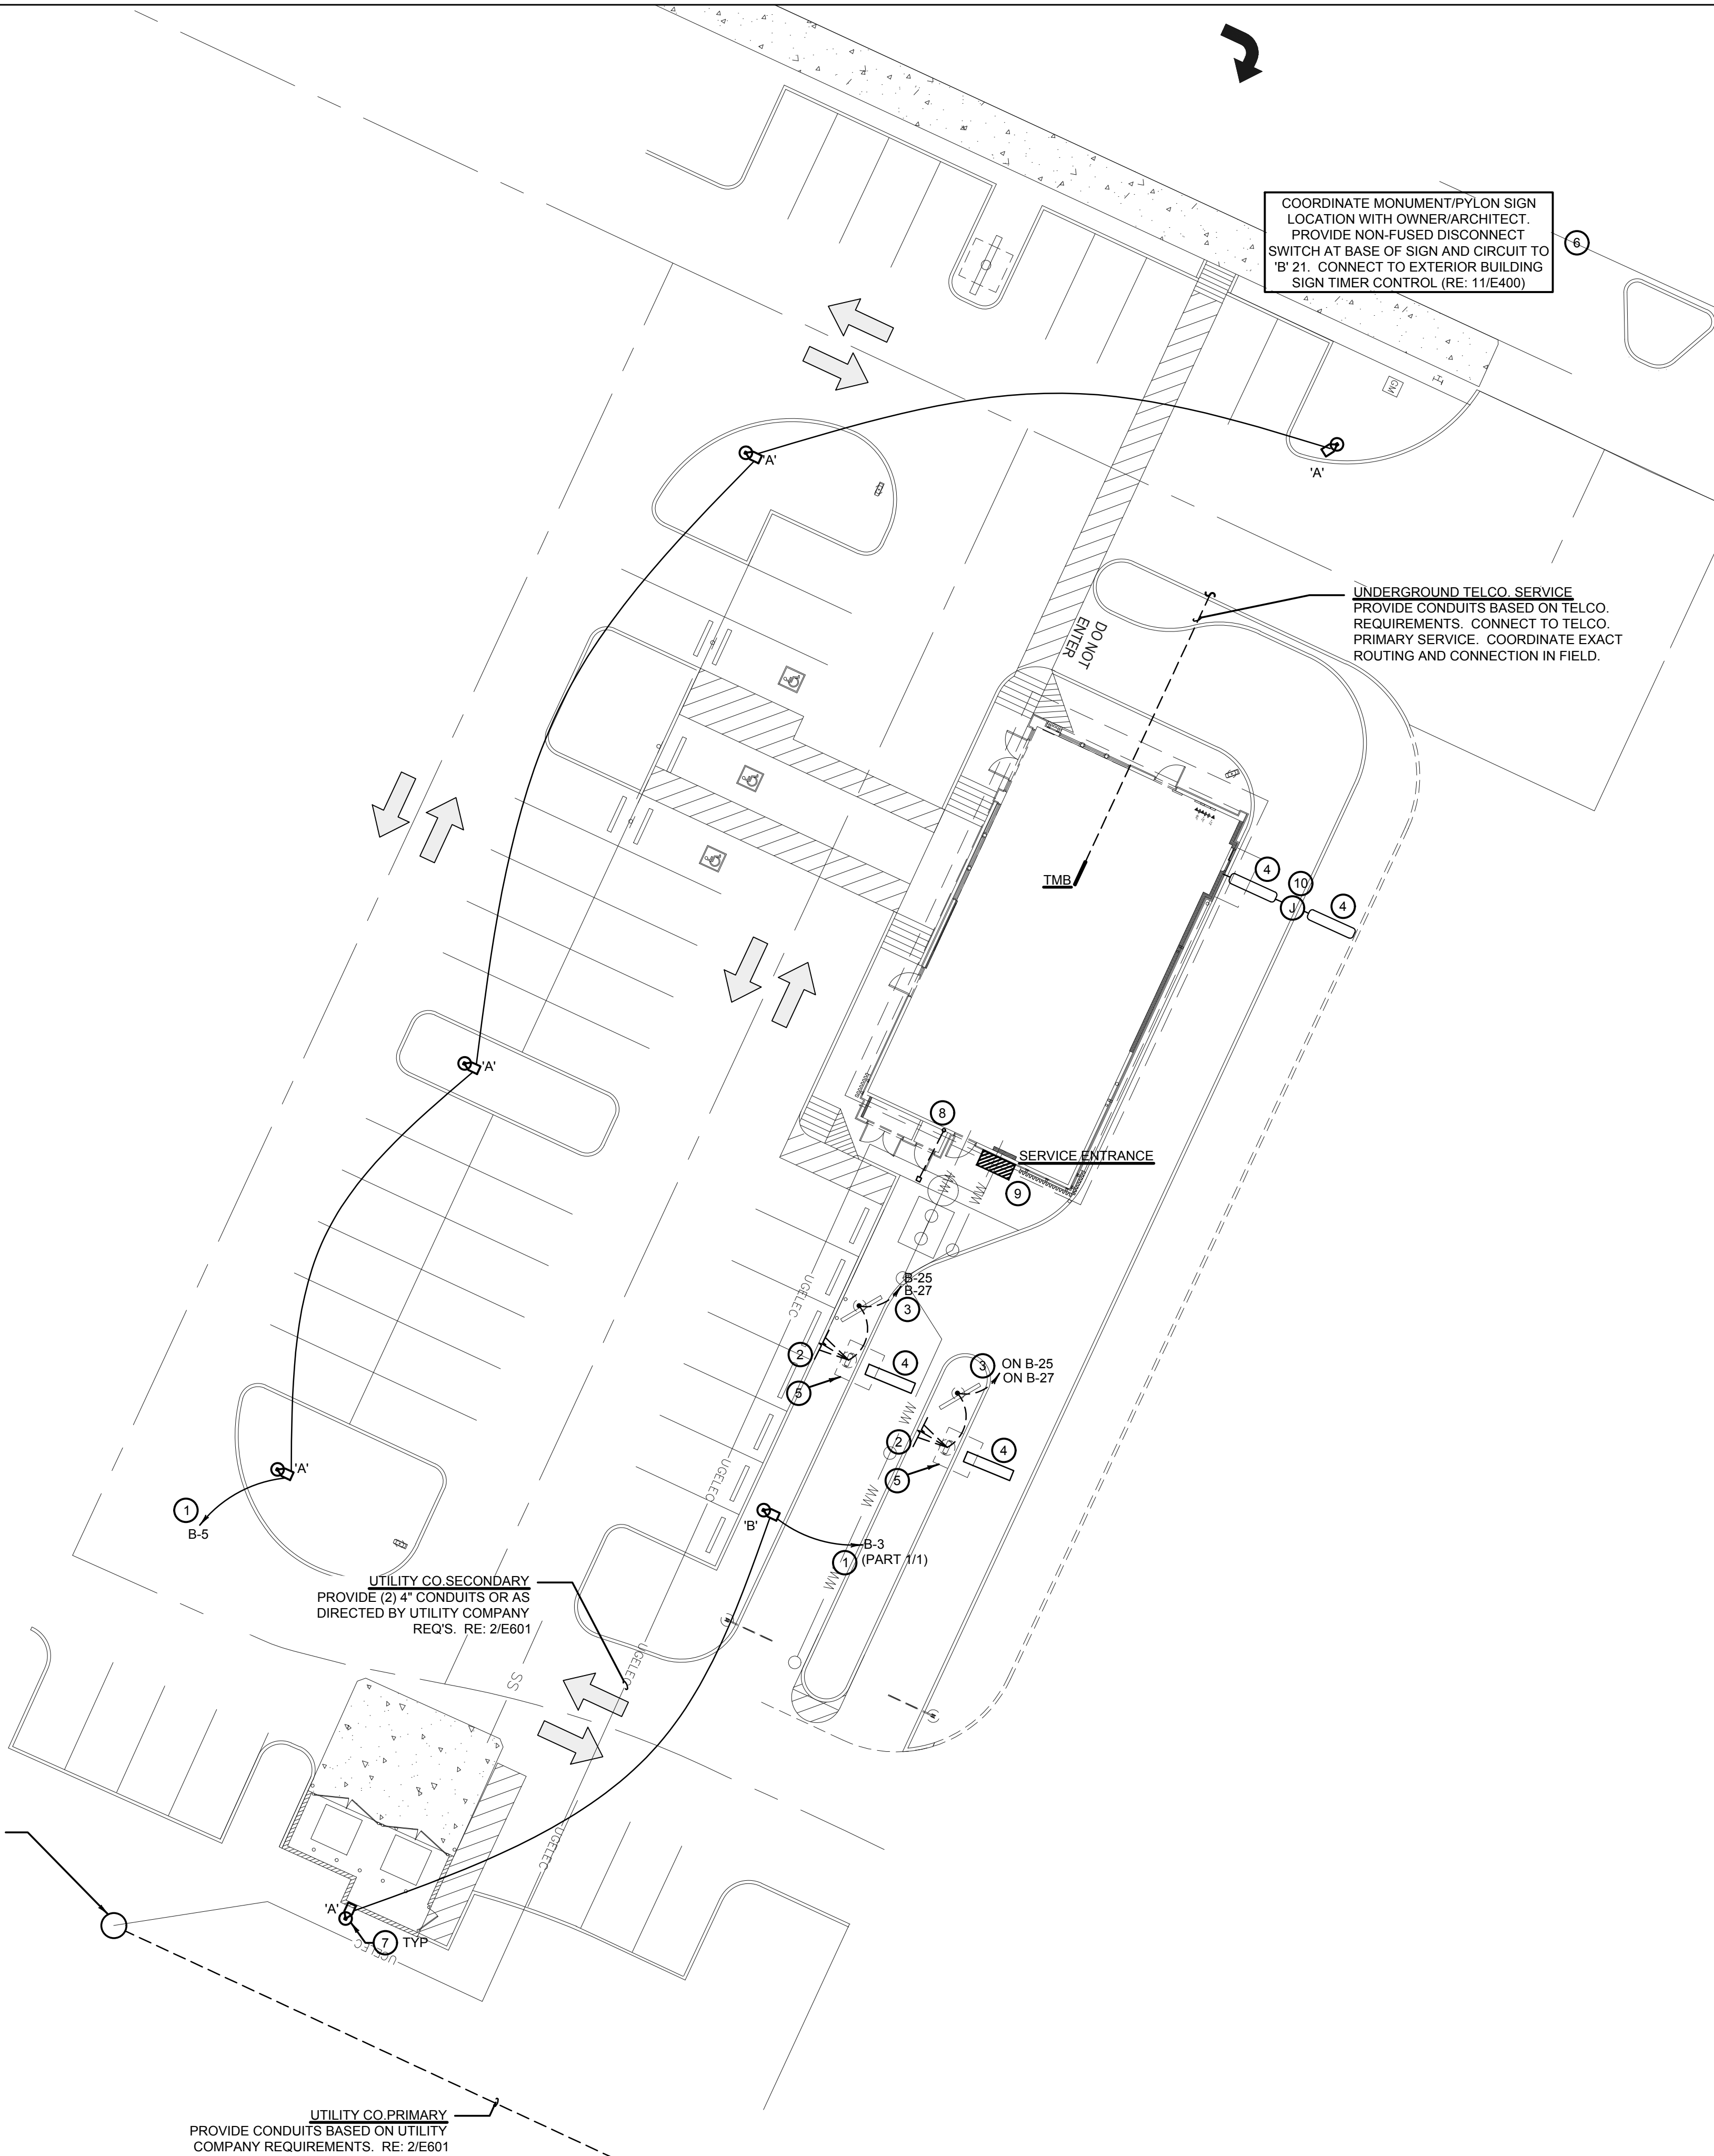 COORDINATE MONUMENT/PYLON SIGN
LOCATION WITH OWNER/ARCHITECT.
PROVIDE NON-FUSED DISCONNECT
SWITCH AT BASE OF SIGN AND CIRCUIT TO
'B' 21.  CONNECT TO EXTERIOR BUILDING
SIGN TIMER CONTROL (RE: 11/E400)
6
GM
'A'
'A'
UNDERGROUND TELCO. SERVICE
PROVIDE CONDUITS BASED ON TELCO.
REQUIREMENTS.  CONNECT TO TELCO.
PRIMARY SERVICE.  COORDINATE EXACT
ROUTING AND CONNECTION IN FIELD.
DO NOT
ENTER
TMB
4
10
J
4
'A'
8
SERVICE ENTRANCE
9
UGELEC
B-25
B-27
3
2
4
5
3
ON B-25
ON B-27
2
4
5
UGELEC
'A'
1
B-5
'B'
B-3
1
(PART 1/1)
UTILITY CO.SECONDARY
PROVIDE (2) 4" CONDUITS OR AS
DIRECTED BY UTILITY COMPANY
REQ'S.  RE: 2/E601
UGELEC
SS
UGELEC
'A'
7
TYP
UGELEC
UTILITY CO.PRIMARY
PROVIDE CONDUITS BASED ON UTILITY
COMPANY REQUIREMENTS.  RE: 2/E601